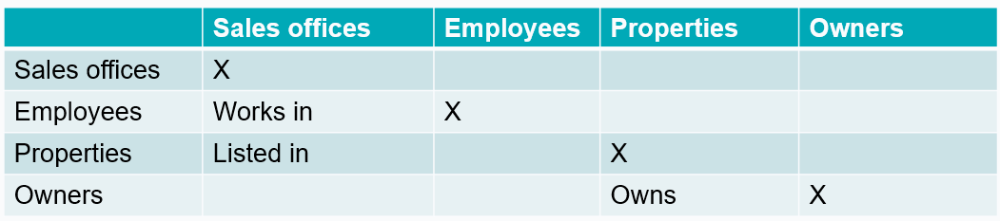 Sales offices Employees Properties Owners
Sales offices X
Employees Works in X
Properties Listed in X
Owners Owns X